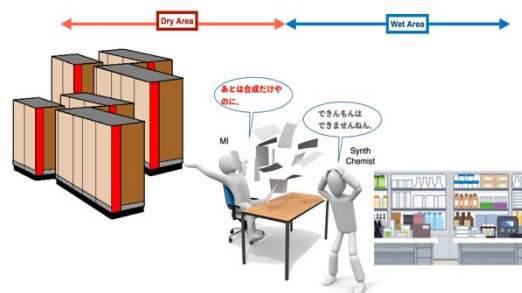 Dry Area
Wet Area
あとは合成だけや
のに。
できんもんは
できませんねん。
MI
Synth
Chemist